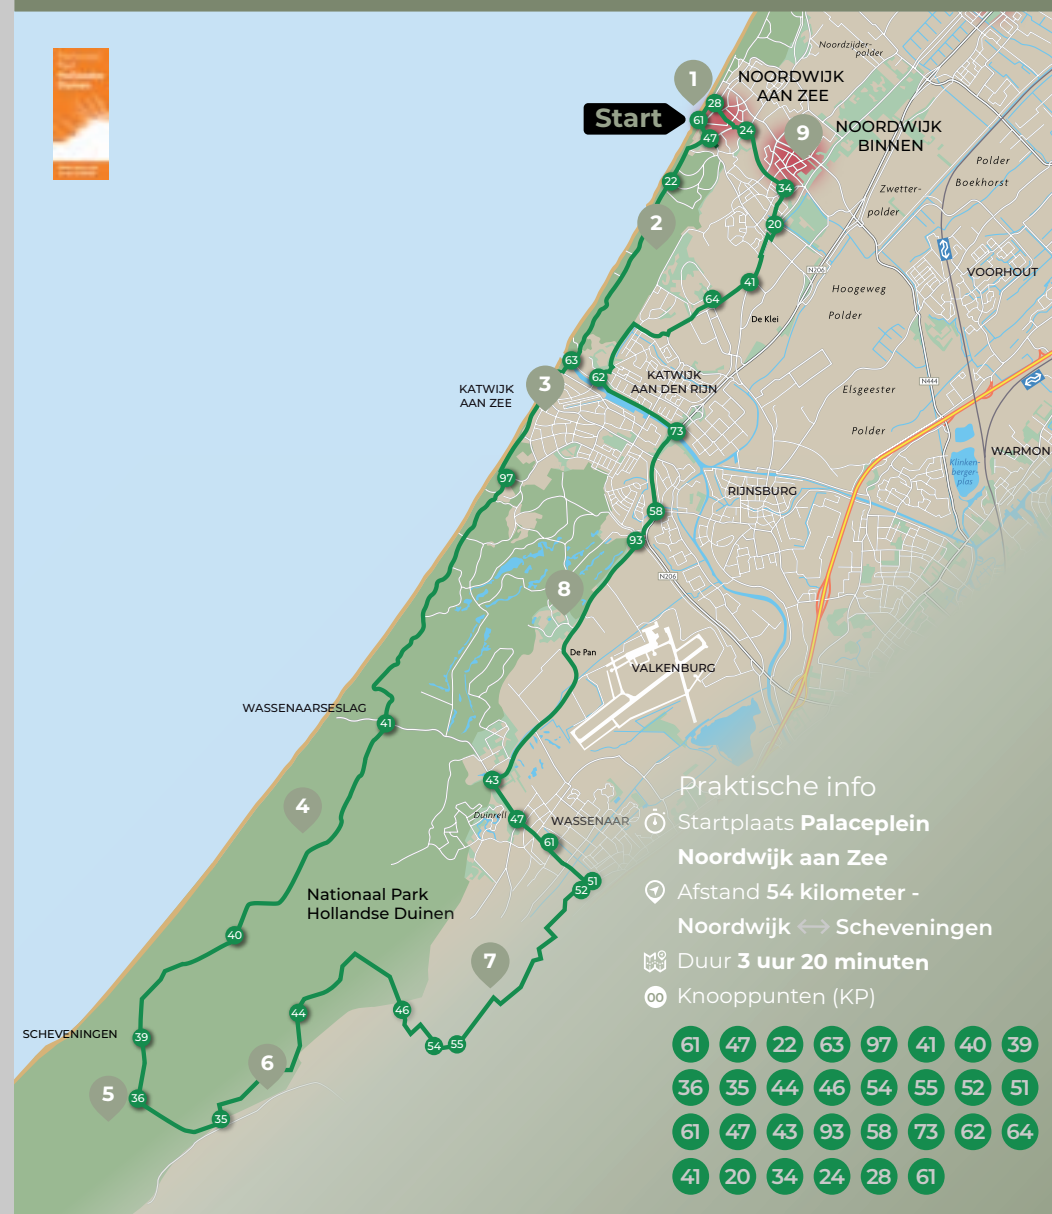 Noordzijder-
polder
1
NOORDWIJK
AAN ZEE
28
Start
61
24
47
9
NOORDWIJK
BINNEN
Polder
Boekhorst
22
34
Zwetter-
polder
2
20
N206
VOORHOUT
41
64
Hoogeweg
Polder
De Klei
63
62
3
KATWIJK
AAN ZEE
KATWIJK
AAN DEN RIJN
N444
Elsgeester
Polder
73
WARMON
Klinken-
berger-
plas
97
RIJNSBURG
58
93
N206
8
De Pan
VALKENBURG
WASSENAARSESLAG
41
43
4
Duinrell
47
WASSENAAR
61
51
52
Nationaal Park
Hollandse Duinen
40
7
44
46
SCHEVENINGEN
39
54
55
6
5
36
35
Praktische info
Startplaats Palaceplein
Noordwijk aan Zee
Afstand 54 kilometer -
Noordwijk ↔ Scheveningen
Duur 3 uur 20 minuten
00 Knooppunten (KP)
61 47 22 63 97 41 40 39
36 35 44 46 54 55 52 51
61 47 43 93 58 73 62 64
41 20 34 24 28 61